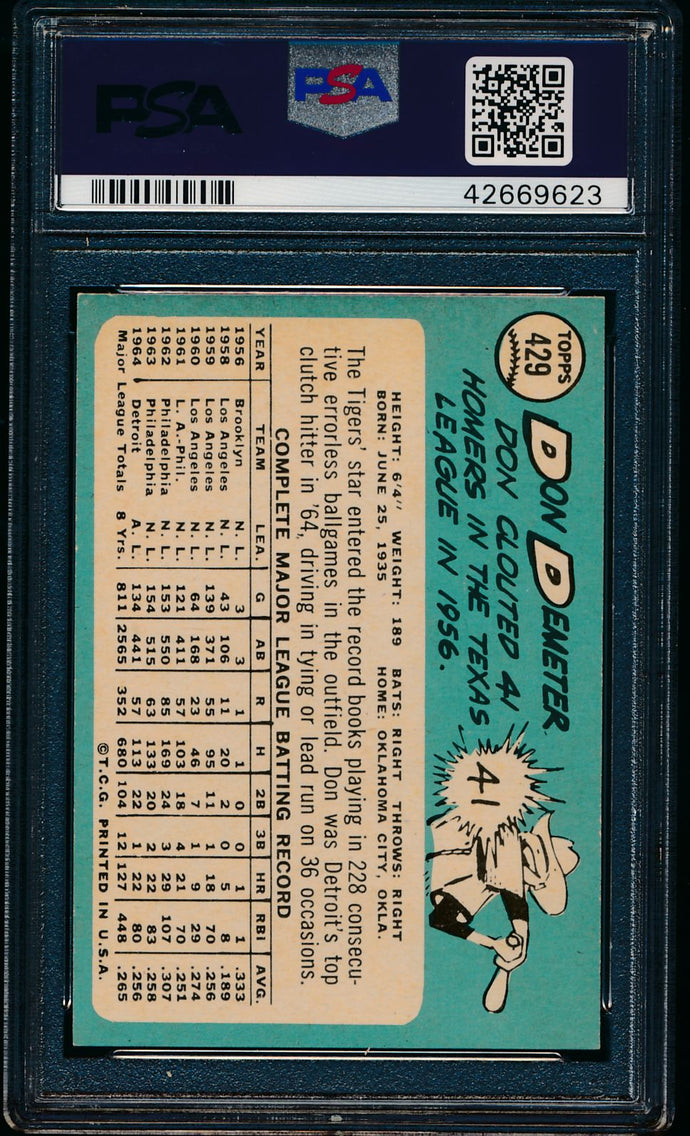 PSA
PSA
42669623
TOPPS
429
DON DEMETER
DON CLOUTED 41
HOMERS IN THE TEXAS
LEAGUE IN 1956.
41
HEIGHT: 6'4" WEIGHT: 189 BATS: RIGHT THROWS: RIGHT
BORN: JUNE 25, 1935 HOME: OKLAHOMA CITY, OKLA.
The Tigers' star entered the record books playing in 228 consecu-
tive errorless ballgames in the outfield. Don was Detroit's top
clutch hitter in '64, driving in tying or lead run on 36 occasions.
COMPLETE MAJOR LEAGUE BATTING RECORD
YEAR TEAM LEA. G AB R H 2B 3B HR RBI AVG.
1956 Brooklyn N. L. 3 3 1 1 0 0 1 1 .333
1958 Los Angeles N. L. 43 106 11 20 2 0 5 8 .189
1959 Los Angeles N. L. 139 371 55 95 11 1 18 70 .256
1960 Los Angeles N. L. 64 168 23 46 7 1 9 29 .274
1961 L. A.-Phil. N. L. 121 411 57 103 18 4 21 70 .251
1962 Philadelphia N. L. 153 550 85 169 24 3 29 107 .307
1963 Philadelphia N. L. 154 515 63 133 20 2 22 83 .258
1964 Detroit A. L. 134 441 57 113 22 1 22 80 .256
Major League Totals 8 Yrs. 811 2565 352 680 104 12 127 448 .265
©T.C.G. PRINTED IN U.S.A.